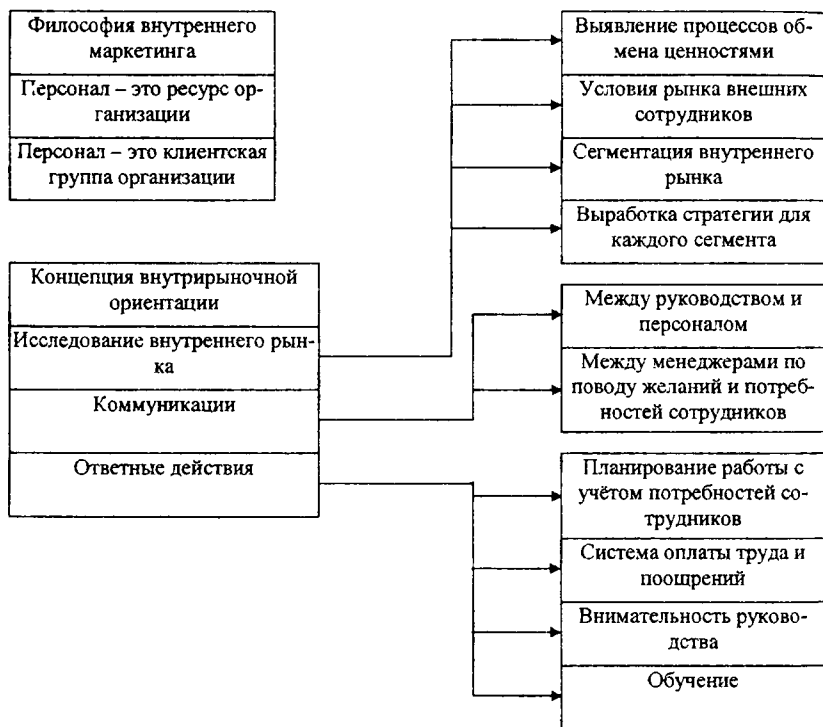 Философия внутреннего
маркетинга
Персонал – это ресурс ор-
ганизации
Персонал – это клиентская
группа организации
Концепция внутрирыночной
ориентации
Исследование внутреннего рын-
ка
Коммуникации
Ответные действия
Выявление процессов об-
мена ценностями
Условия рынка внешних
сотрудников
Сегментация внутреннего
рынка
Выработка стратегии для
каждого сегмента
Между руководством и
персоналом
Между менеджерами по
поводу желаний и потреб-
ностей сотрудников
Планирование работы с
учётом потребностей со-
трудников
Система оплаты труда и
поощрений
Внимательность руково-
дства
Обучение